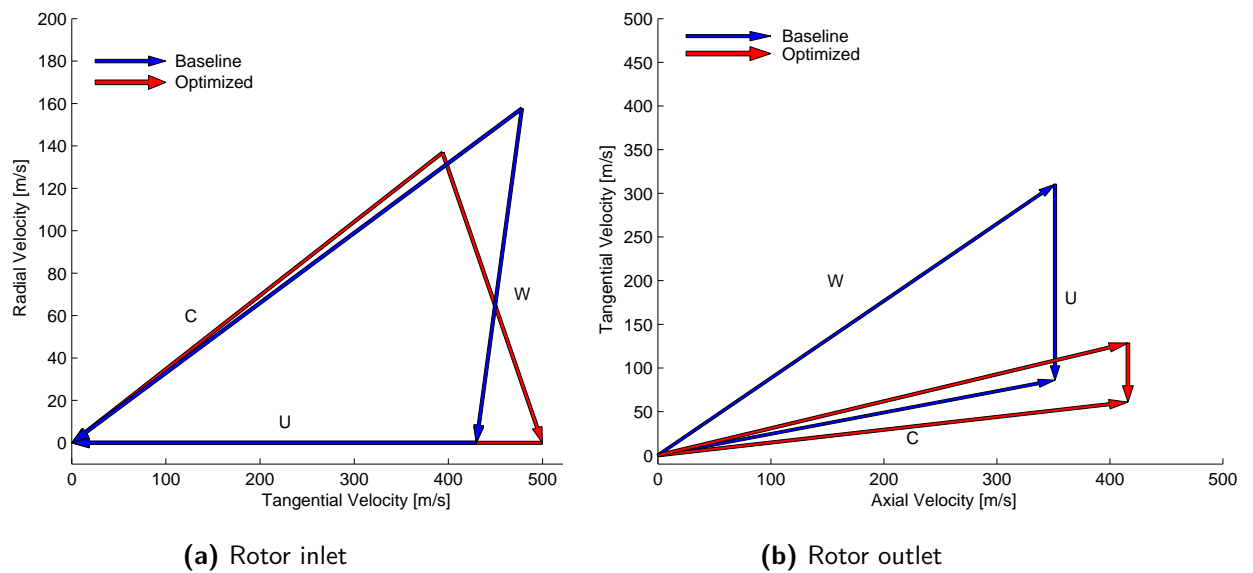 200
180
160
140
120
100
80
60
40
20
0
Radial Velocity [m/s]
Baseline
Optimized
C
W
U
0 100 200 300 400 500
Tangential Velocity [m/s]
(a) Rotor inlet
500
450
400
350
300
250
200
150
100
50
0
Tangential Velocity [m/s]
Baseline
Optimized
W
U
C
0 100 200 300 400 500
Axial Velocity [m/s]
(b) Rotor outlet